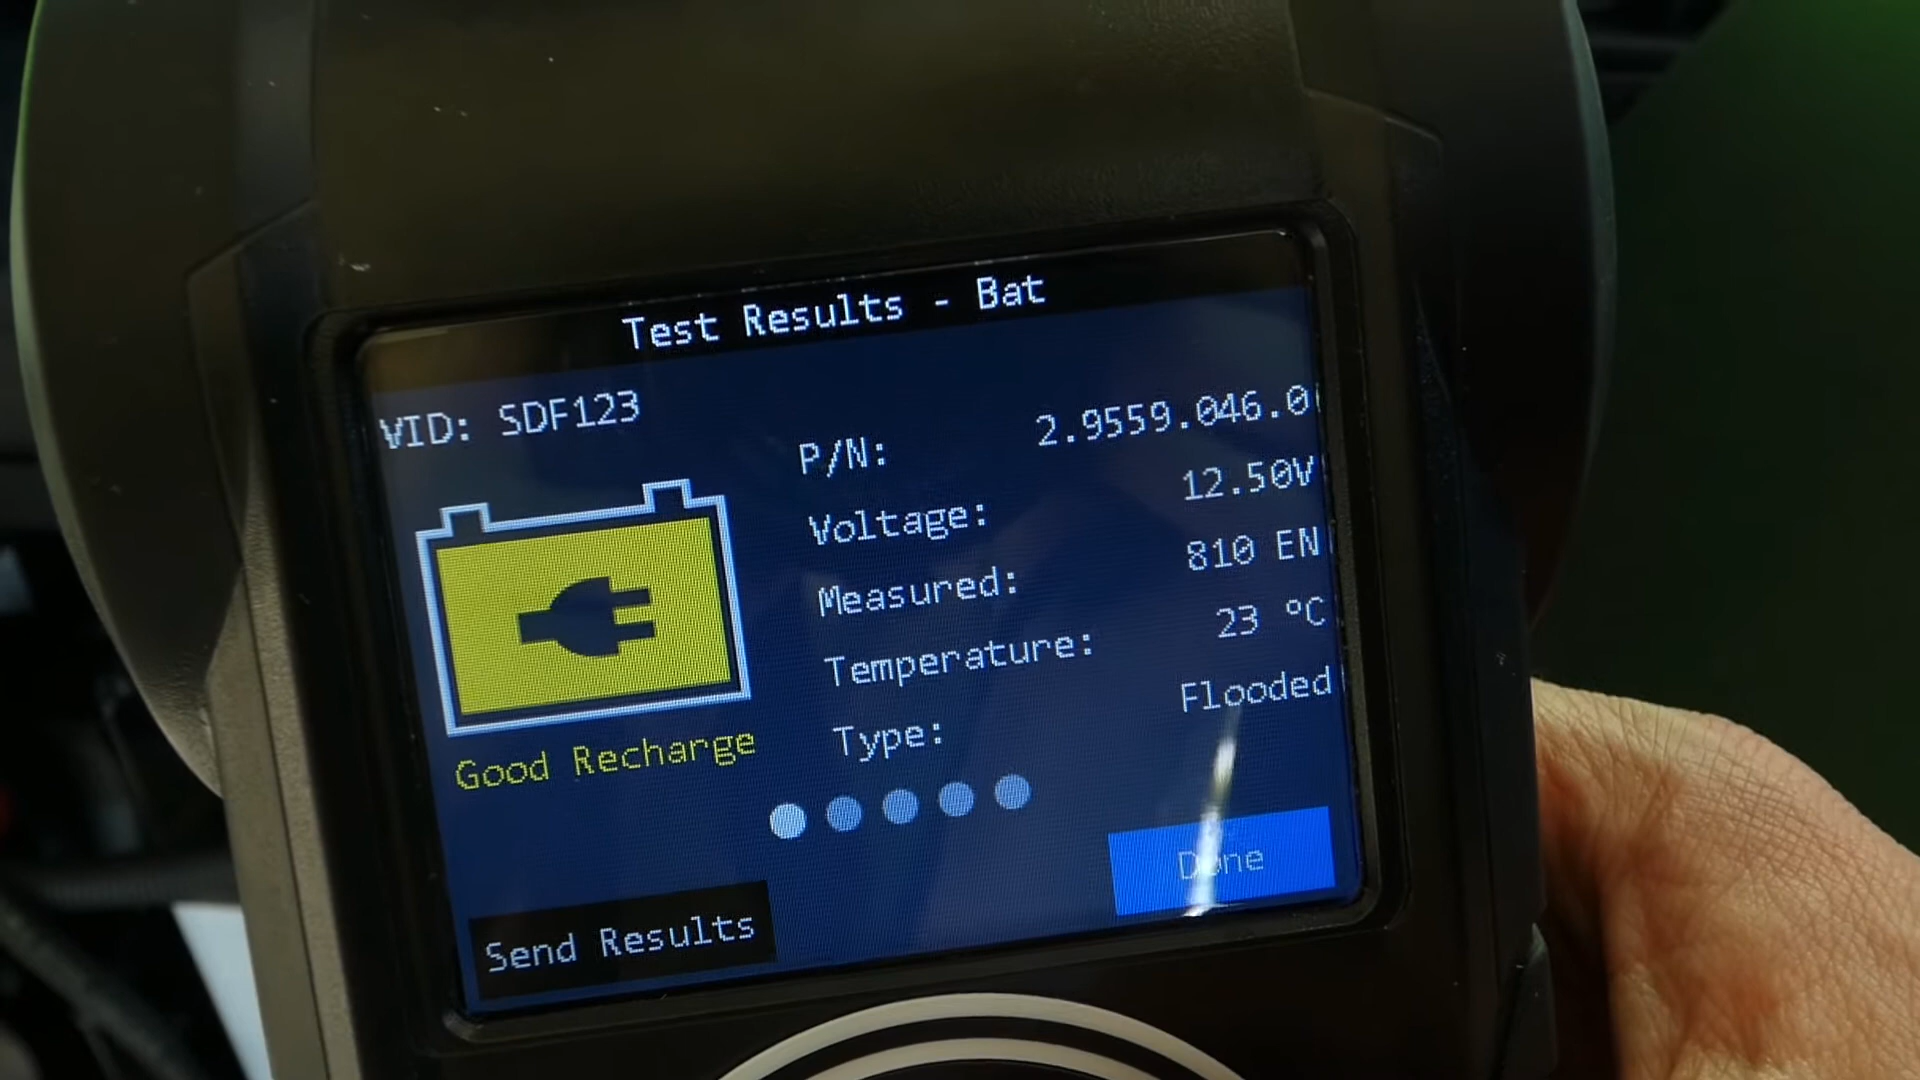 Test Results - Bat
VID: SDF123
P/N: 2.9559.046.0
Voltage: 12.50V
Measured: 810 EN
Temperature: 23 ºC
Type: Flooded
Good Recharge
Done
Send Results